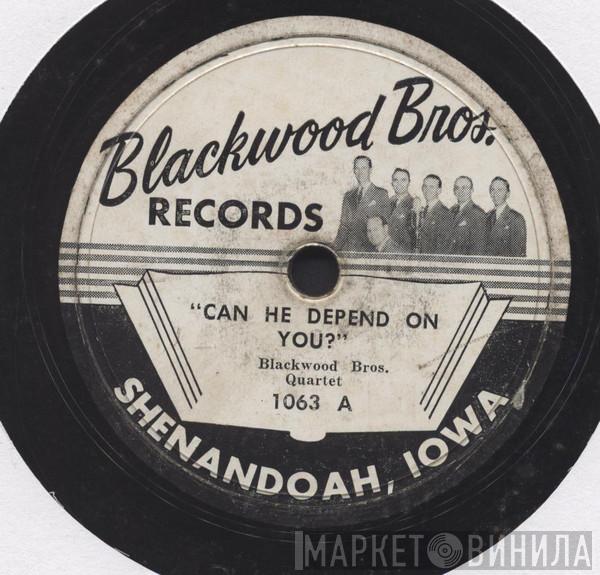 Blackwood Bros.
RECORDS
"CAN HE DEPEND ON
YOU?"
Blackwood Bros.
Quartet
1063 A
SHENANDOAH, IOWA
МАРКЕТ ВИНИЛА